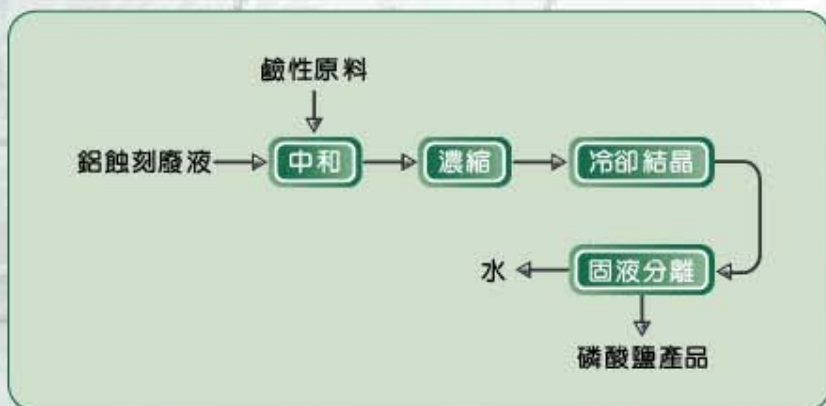 鹼性原料
鋁蝕刻廢液
中和
濃縮
冷卻結晶
水
固液分離
磷酸鹽產品